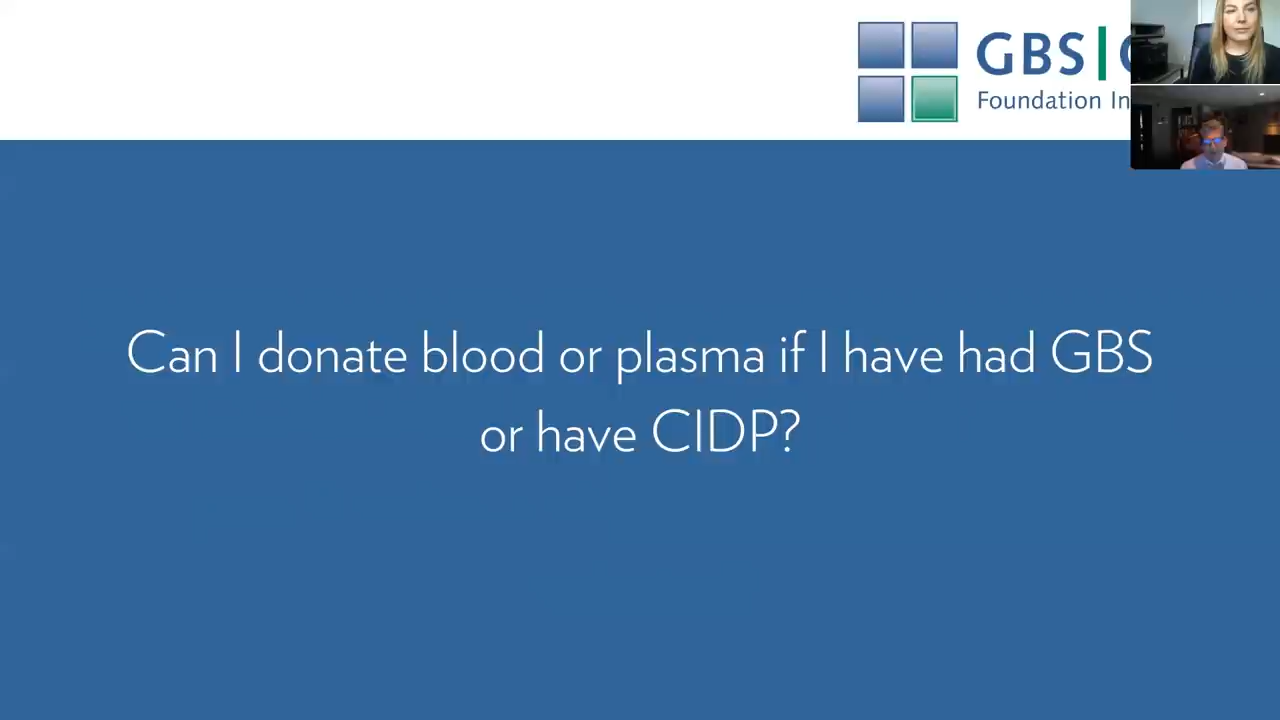 GBS
Foundation In
Can I donate blood or plasma if I have had GBS
or have CIDP?